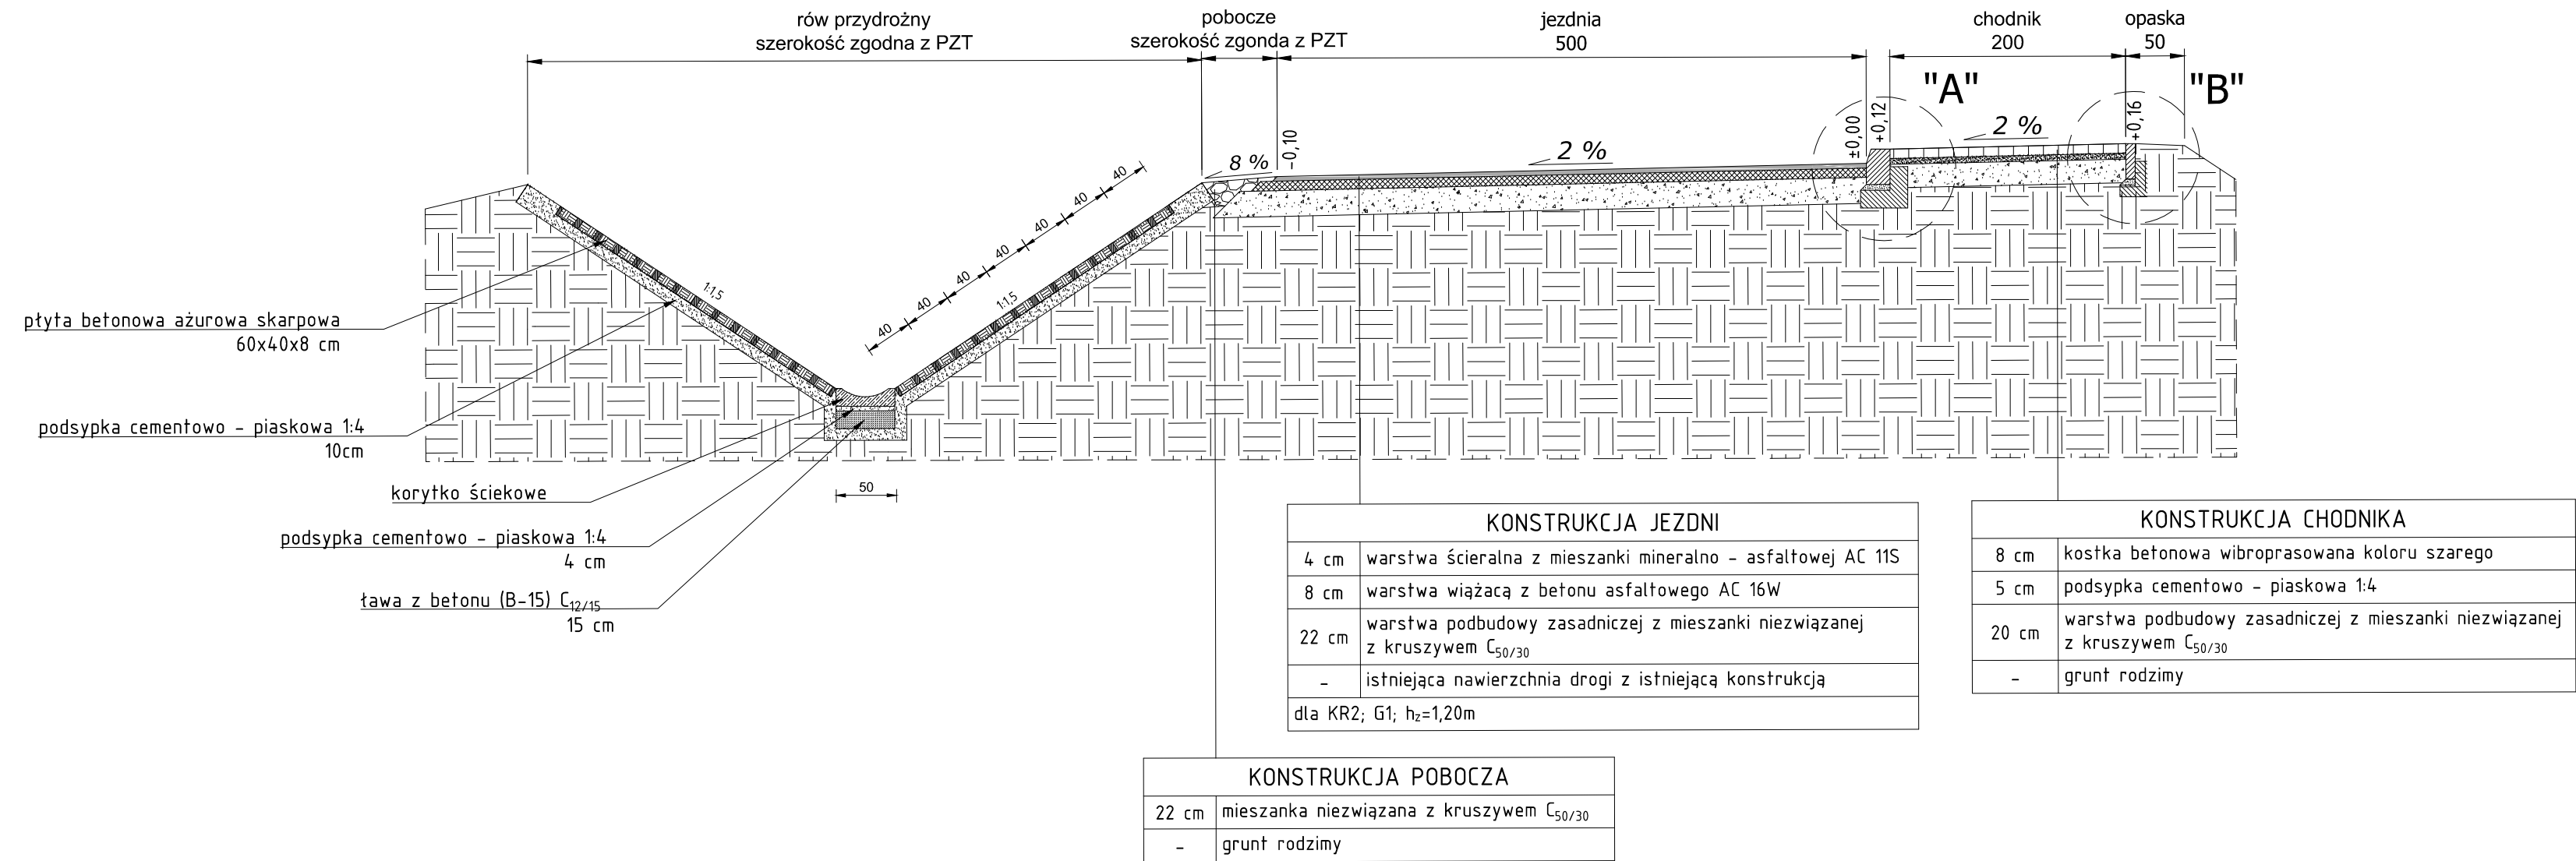 rów przydrożny
szerokość zgodna z PZT
pobocze
szerokość zgonda z PZT
jezdnia
500
chodnik
200
opaska
50
"A"
"B"
±0,00
+0,12
+0,16
-0,10
8 %
2 %
2 %
40
40
40
40
40
40
40
1:1,5
1:1,5
płyta betonowa ażurowa skarpowa
60x40x8 cm
podsypka cementowo - piaskowa 1:4
10cm
korytko ściekowe
50
podsypka cementowo - piaskowa 1:4
4 cm
ława z betonu (B-15) C12/15
15 cm
KONSTRUKCJA JEZDNI
4 cm warstwa ścieralna z mieszanki mineralno - asfaltowej AC 11S
8 cm warstwa wiążacą z betonu asfaltowego AC 16W
22 cm warstwa podbudowy zasadniczej z mieszanki niezwiązanej
z kruszywem C50/30
- istniejąca nawierzchnia drogi z istniejącą konstrukcją
dla KR2; G1; hz=1,20m
KONSTRUKCJA CHODNIKA
8 cm kostka betonowa wibroprasowana koloru szarego
5 cm podsypka cementowo - piaskowa 1:4
20 cm warstwa podbudowy zasadniczej z mieszanki niezwiązanej
z kruszywem C50/30
- grunt rodzimy
KONSTRUKCJA POBOCZA
22 cm mieszanka niezwiązana z kruszywem C50/30
- grunt rodzimy